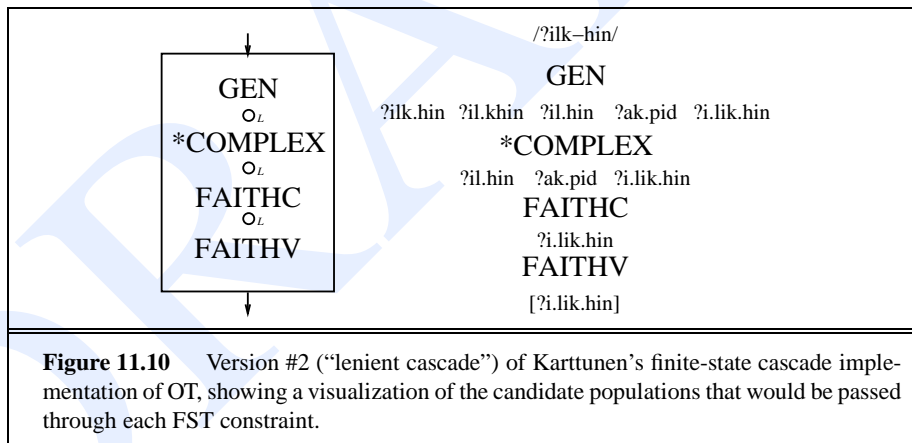 GEN
○L
*COMPLEX
○L
FAITHC
○L
FAITHV
/?ilk−hin/
GEN
?ilk.hin ?il.khin ?il.hin ?ak.pid ?i.lik.hin
*COMPLEX
?il.hin ?ak.pid ?i.lik.hin
FAITHC
?i.lik.hin
FAITHV
[?i.lik.hin]
Figure 11.10 Version #2 (“lenient cascade”) of Karttunen’s finite-state cascade imple-
mentation of OT, showing a visualization of the candidate populations that would be passed
through each FST constraint.